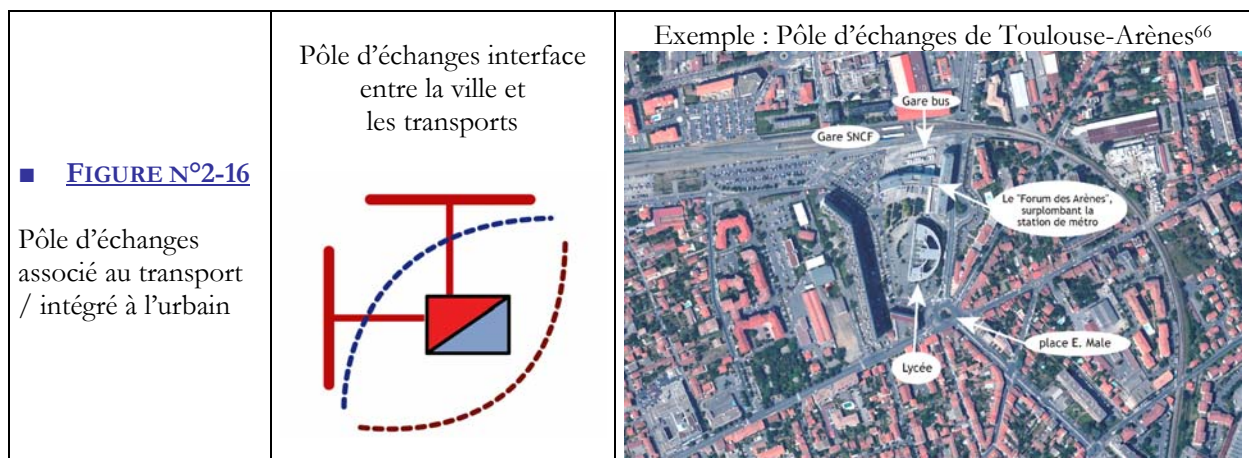 ■ FIGURE N°2-16
Pôle d’échanges
associé au transport
/ intégré à l’urbain
Pôle d’échanges interface
entre la ville et
les transports
Exemple : Pôle d’échanges de Toulouse-Arènes⁶⁶
Gare bus
Gare SNCF
Le "Forum des Arènes",
surplombant la
station de métro
place E. Male
Lycée